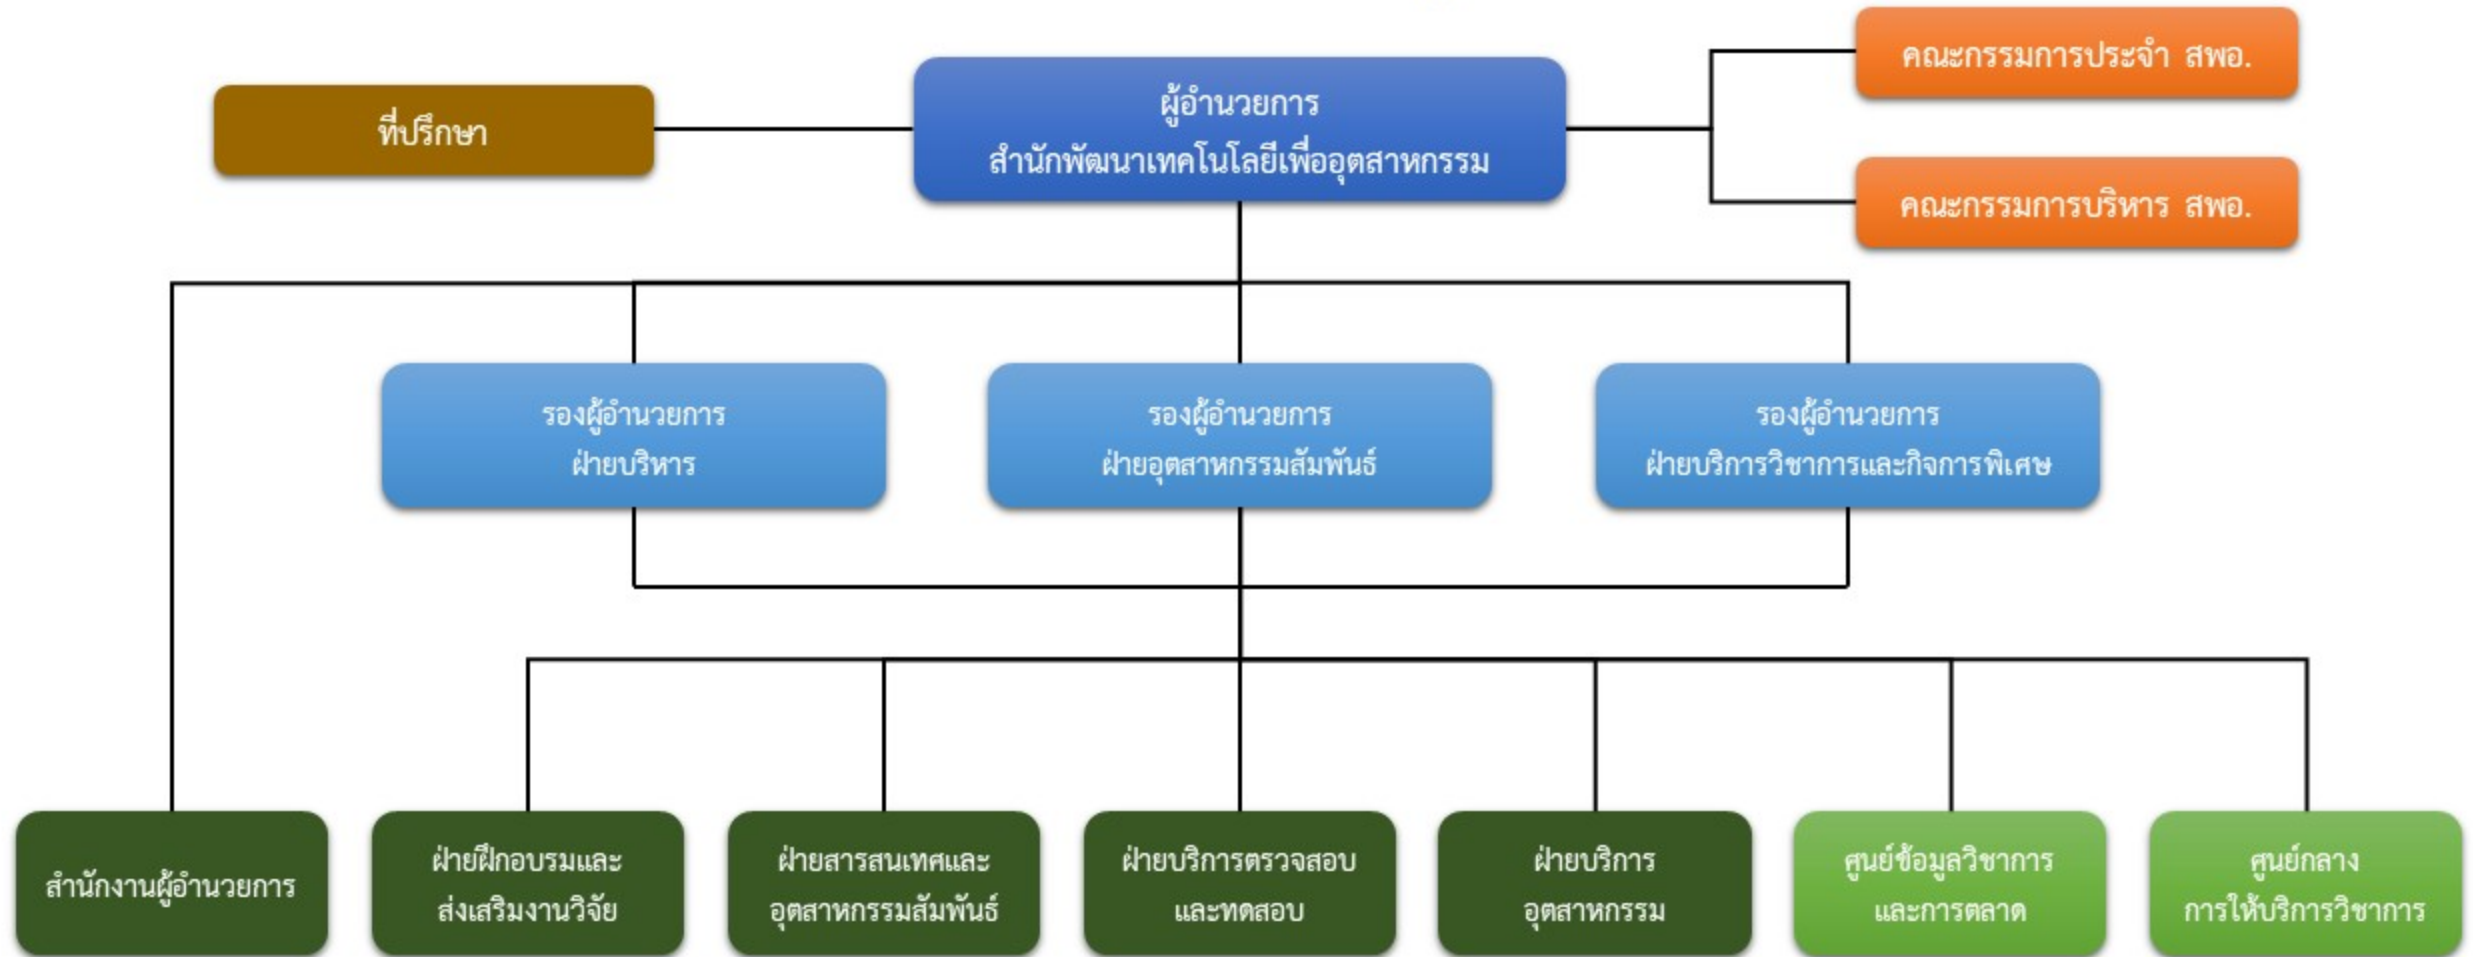 คณะกรรมการประจำ สพอ.
ที่ปรึกษา
ผู้อำนวยการ
สำนักพัฒนาเทคโนโลยีเพื่ออุตสาหกรรม
คณะกรรมการบริหาร สพอ.
รองผู้อำนวยการ
ฝ่ายบริหาร
รองผู้อำนวยการ
ฝ่ายอุตสาหกรรมสัมพันธ์
รองผู้อำนวยการ
ฝ่ายบริการวิชาการและกิจการพิเศษ
สำนักงานผู้อำนวยการ
ฝ่ายฝึกอบรมและ
ส่งเสริมงานวิจัย
ฝ่ายสารสนเทศและ
อุตสาหกรรมสัมพันธ์
ฝ่ายบริการตรวจสอบ
และทดสอบ
ฝ่ายบริการ
อุตสาหกรรม
ศูนย์ข้อมูลวิชาการ
และการตลาด
ศูนย์กลาง
การให้บริการวิชาการ